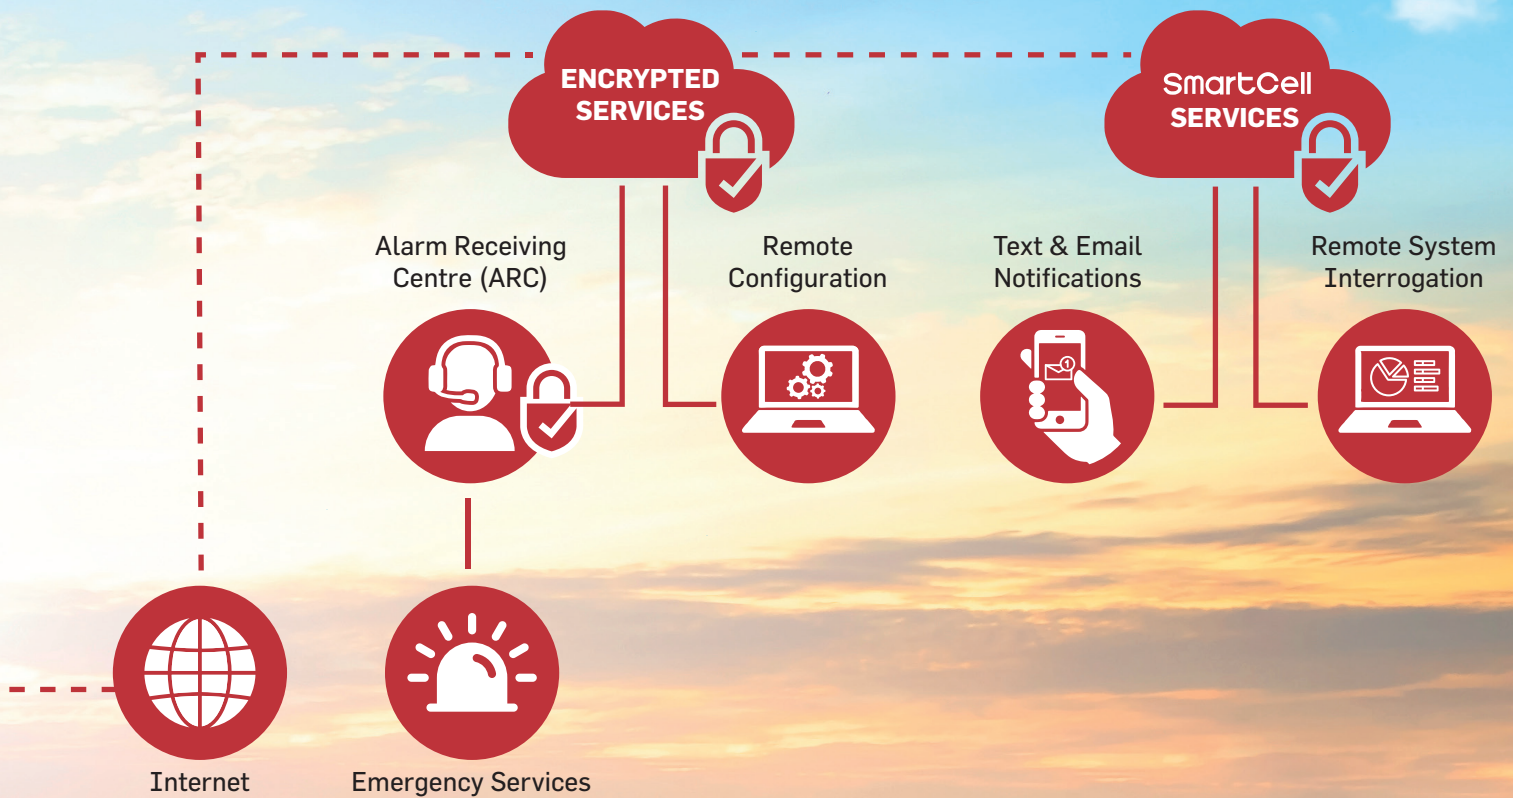 ENCRYPTED
SERVICES
SmartCell
SERVICES
Alarm Receiving
Centre (ARC)
Remote
Configuration
Text & Email
Notifications
Remote System
Interrogation
1
Internet
Emergency Services